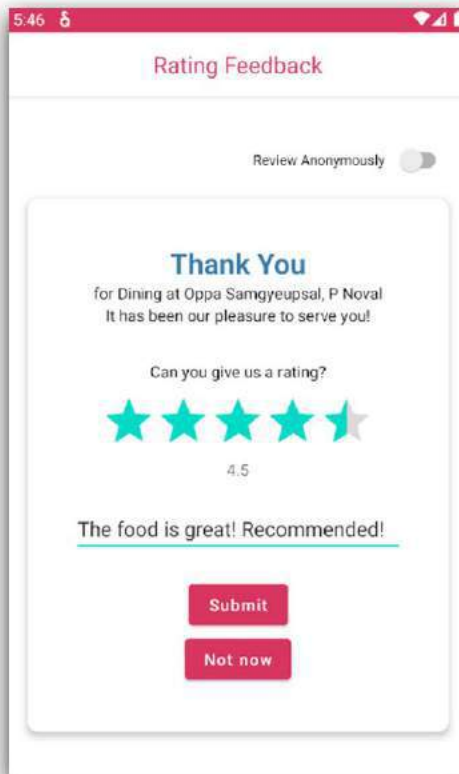 5:46
Rating Feedback
Review Anonymously
Thank You
for Dining at Oppa Samgyeupsal, P Noval
It has been our pleasure to serve you!
Can you give us a rating?
4.5
The food is great! Recommended!
Submit
Not now